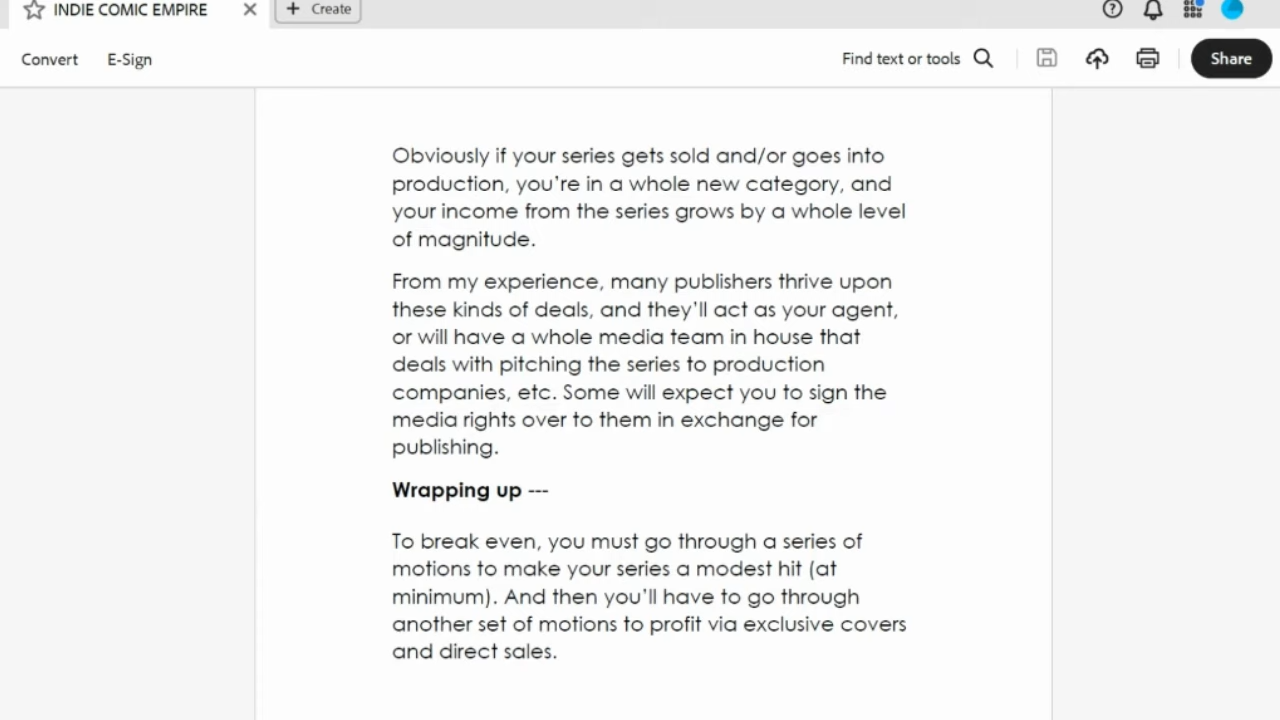 INDIE COMIC EMPIRE
Create
Convert
E-Sign
Find text or tools
Share
Obviously if your series gets sold and/or goes into
production, you're in a whole new category, and
your income from the series grows by a whole level
of magnitude.
From my experience, many publishers thrive upon
these kinds of deals, and they'll act as your agent,
or will have a whole media team in house that
deals with pitching the series to production
companies, etc. Some will expect you to sign the
media rights over to them in exchange for
publishing.
Wrapping up ---
To break even, you must go through a series of
motions to make your series a modest hit (at
minimum). And then you'll have to go through
another set of motions to profit via exclusive covers
and direct sales.